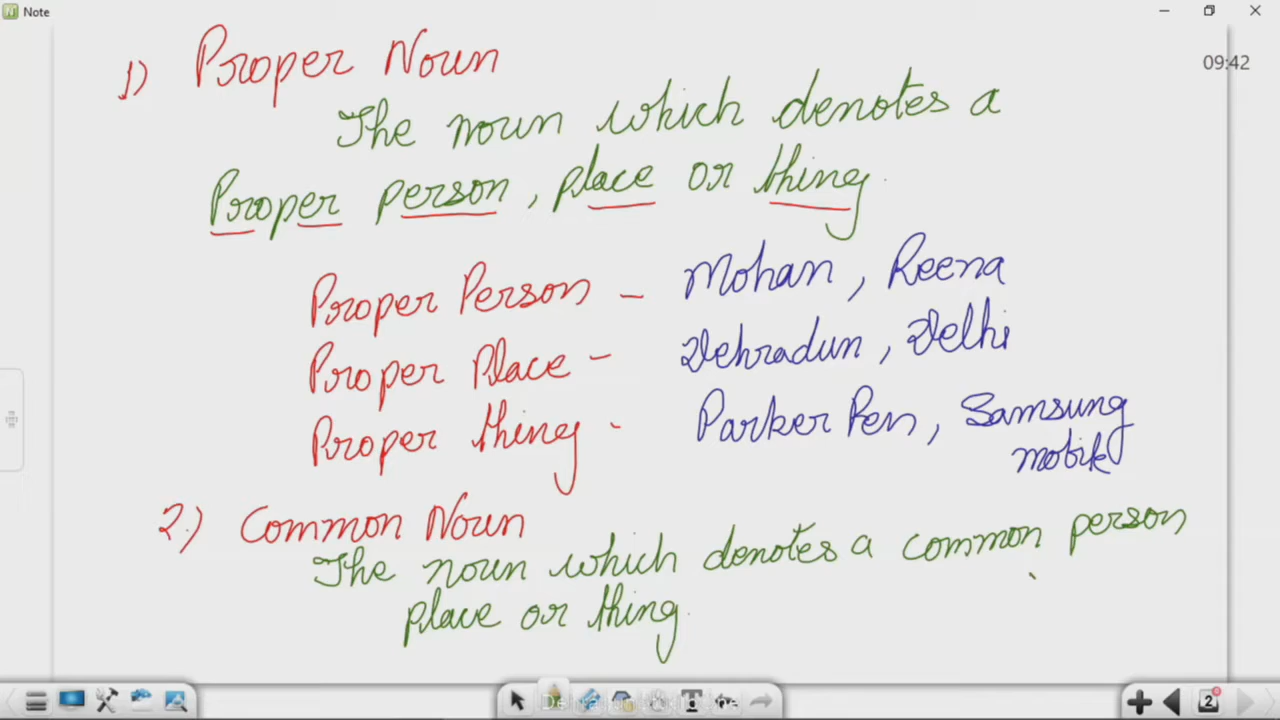 Note
09:42
1) Proper Noun
The noun which denotes a
Proper person, place or thing.
Proper Person - Mohan, Reena
Proper Place - Dehradun, Delhi
Proper thing - Parker Pen, Samsung
mobile
2.) Common Noun
The noun which denotes a common person
place or thing.
2